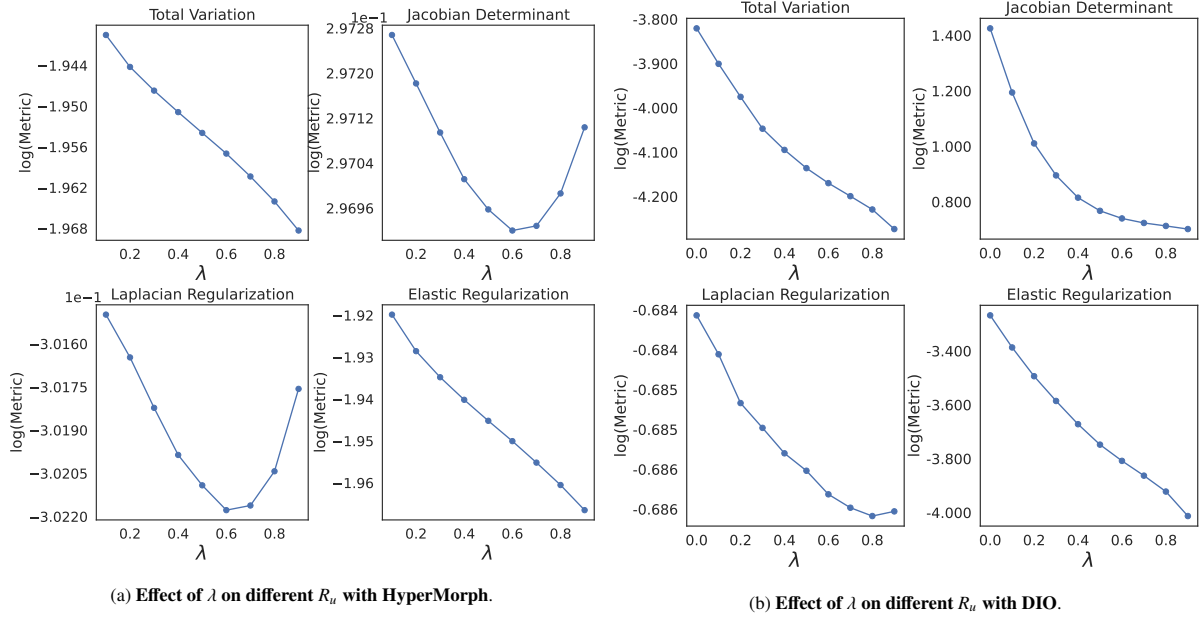 Total Variation
−1.944
−1.950
−1.956
−1.962
−1.968
log(Metric)
0.2 0.4 0.6 0.8
λ
1e−1
Jacobian Determinant
2.9728
2.9720
2.9712
2.9704
2.9696
log(Metric)
0.2 0.4 0.6 0.8
λ
1e−1
Laplacian Regularization
−3.0160
−3.0175
−3.0190
−3.0205
−3.0220
log(Metric)
0.2 0.4 0.6 0.8
λ
Elastic Regularization
−1.92
−1.93
−1.94
−1.95
−1.96
log(Metric)
0.2 0.4 0.6 0.8
λ
(a) Effect of λ on different Rᵤ with HyperMorph.
Total Variation
-3.800
-3.900
-4.000
-4.100
-4.200
log(Metric)
0.0 0.2 0.4 0.6 0.8
λ
Jacobian Determinant
1.400
1.200
1.000
0.800
log(Metric)
0.0 0.2 0.4 0.6 0.8
λ
Laplacian Regularization
-0.684
-0.684
-0.685
-0.685
-0.686
-0.686
log(Metric)
0.0 0.2 0.4 0.6 0.8
λ
Elastic Regularization
-3.400
-3.600
-3.800
-4.000
log(Metric)
0.0 0.2 0.4 0.6 0.8
λ
(b) Effect of λ on different Rᵤ with DIO.